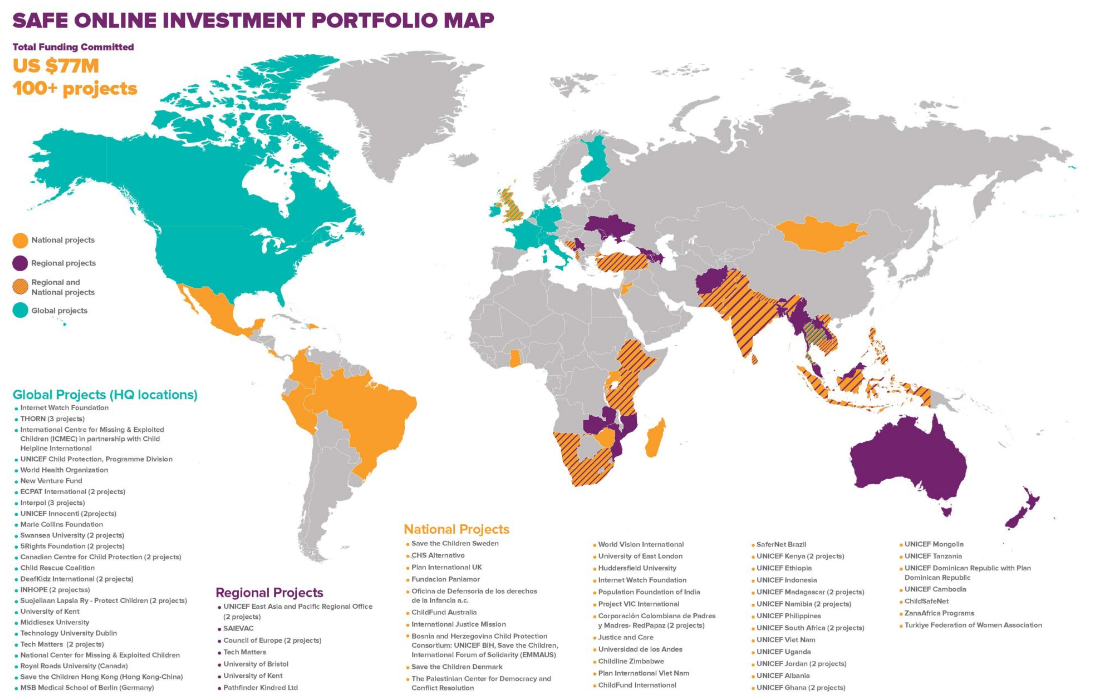 SAFE ONLINE INVESTMENT PORTFOLIO MAP
Total Funding Committed
US $77M
100+ projects
National projects
Regional projects
Regional and
National projects
Global projects
Global Projects (HQ locations)
Internet Watch Foundation
THORN (3 projects)
International Centre for Missing & Exploited
Children (ICMEC) in partnership with Child
Helpline International
UNICEF Child Protection, Programme Division
World Health Organization
New Venture Fund
ECPAT International (2 projects)
Interpol (3 projects)
UNICEF Innocenti (2projects)
Marie Collins Foundation
Swansea University (2 projects)
5Rights Foundation (2 projects)
Canadian Centre for Child Protection (2 projects)
Child Rescue Coalition
DeafKidz International (2 projects)
INHOPE (2 projectss)
Suojellaan Lapsia Ry - Protect Children (2 projects)
University of Kent
Middlesex University
Technology University Dublin
Tech Matters (2 projects)
National Center for Missing & Exploited Children
Royal Roads University (Canada)
Save the Children Hong Kong (Hong Kong-China)
MSB Medical School of Berlin (Germany)
Regional Projects
UNICEF East Asia and Pacific Regional Office
(2 projects)
SAIEVAC
Council of Europe (2 projects)
Tech Matters
University of Bristol
University of Kent
Pathfinder Kindred Ltd
National Projects
Save the Children Sweden
CHS Alternative
Plan International UK
Fundacion Paniamor
Oficina de Defensoria de los derechos
de la Infancia a.c.
ChildFund Australia
International Justice Mission
Bosnia and Herzegovina Child Protection
Consortium: UNICEF BIH, Save the Children,
International Forum of Solidarity (EMMAUS)
Save the Children Denmark
The Palestinian Center for Democracy and
Conflict Resolution
World Vision International
University of East London
Huddersfield University
Internet Watch Foundation
Population Foundation of India
Project VIC International
Corporación Colombiana de Padres
y Madres- RedPapaz (2 projects)
Justice and Care
Universidad de los Andes
Childline Zimbabwe
Plan International Viet Nam
ChildFund International
SaferNet Brazil
UNICEF Kenya (2 projects)
UNICEF Ethiopia
UNICEF Indonesia
UNICEF Madagascar (2 projects)
UNICEF Namibia (2 projects)
UNICEF Philippines
UNICEF South Africa (2 projects)
UNICEF Viet Nam
UNICEF Uganda
UNICEF Jordan (2 projects)
UNICEF Albania
UNICEF Ghana (2 projects)
UNICEF Mongolia
UNICEF Tanzania
UNICEF Dominican Republic with Plan
Dominican Republic
UNICEF Cambodia
ChildSafeNet
ZanaAfrica Programs
Turkiye Federation of Women Association